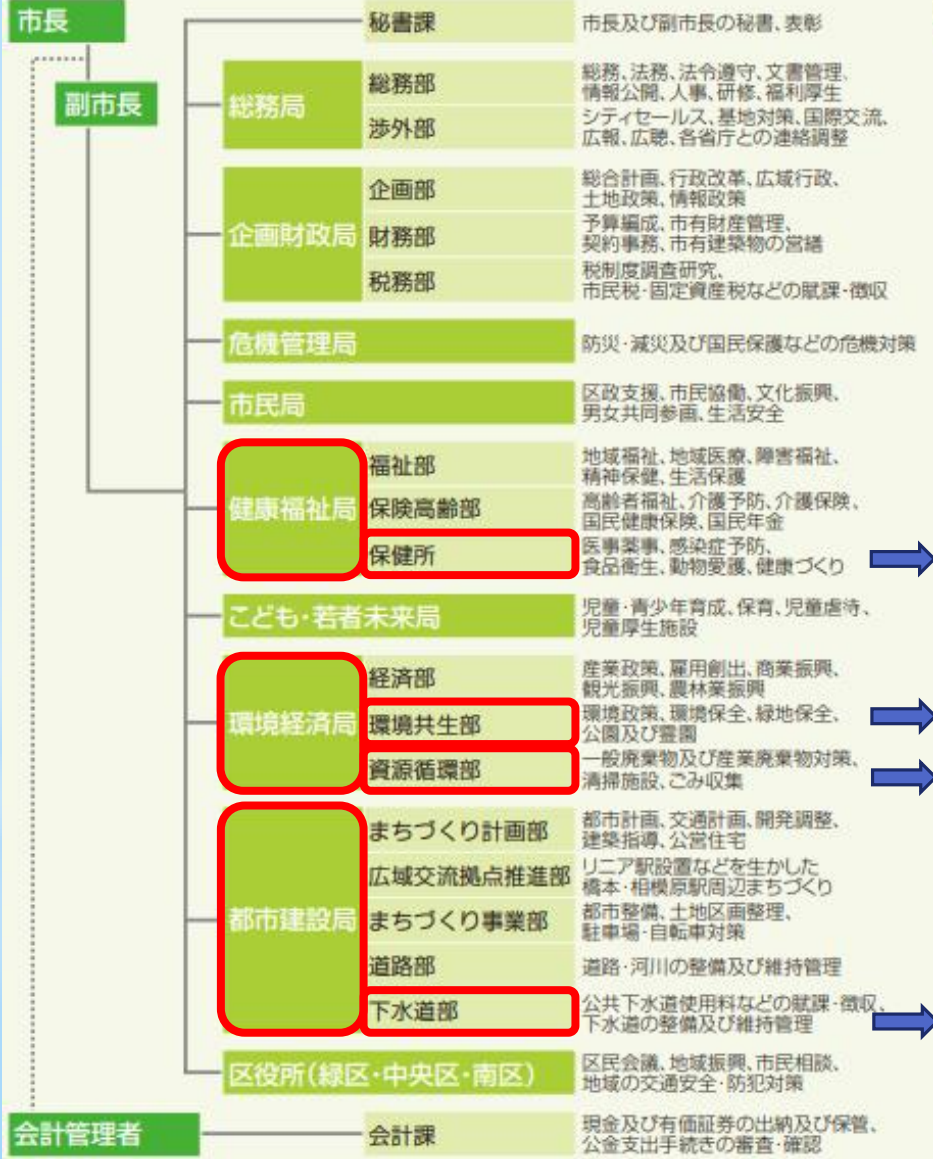 市長
秘書課
市長及び副市長の秘書、表彰
副市長
総務局
総務部
総務、法務、法令遵守、文書管理、
情報公開、人事、研修、福利厚生
渉外部
シティセールス、基地対策、国際交流、
広報、広聴、各省庁との連絡調整
企画財政局
企画部
総合計画、行政改革、広域行政、
土地政策、情報政策
財務部
予算編成、市有財産管理、
契約事務、市有建築物の営繕
税務部
税制度調査研究、
市民税・固定資産税などの賦課・徴収
危機管理局
防災・減災及び国民保護などの危機対策
市民局
区政支援、市民協働、文化振興、
男女共同参画、生活安全
健康福祉局
福祉部
地域福祉、地域医療、障害福祉、
精神保健、生活保護
保険高齢部
高齢者福祉、介護予防、介護保険、
国民健康保険、国民年金
保健所
医事薬事、感染症予防、
食品衛生、動物愛護、健康づくり
こども・若者未来局
児童・青少年育成、保育、児童虐待、
児童厚生施設
環境経済局
経済部
産業政策、雇用創出、商業振興、
観光振興、農林業振興
環境共生部
環境政策、環境保全、緑地保全、
公園及び霊園
資源循環部
一般廃棄物及び産業廃棄物対策、
清掃施設、ごみ収集
都市建設局
まちづくり計画部
都市計画、交通計画、開発調整、
建築指導、公営住宅
広域交流拠点推進部
リニア駅設置などを生かした
橋本・相模原駅周辺まちづくり
まちづくり事業部
都市整備、土地区画整理、
駐車場・自転車対策
道路部
道路・河川の整備及び維持管理
下水道部
公共下水道使用料などの賦課・徴収、
下水道の整備及び維持管理
区役所(緑区・中央区・南区)
区民会議、地域振興、市民相談、
地域の交通安全・防犯対策
会計管理者
会計課
現金及び有価証券の出納及び保管、
公金支出手続きの審査・確認